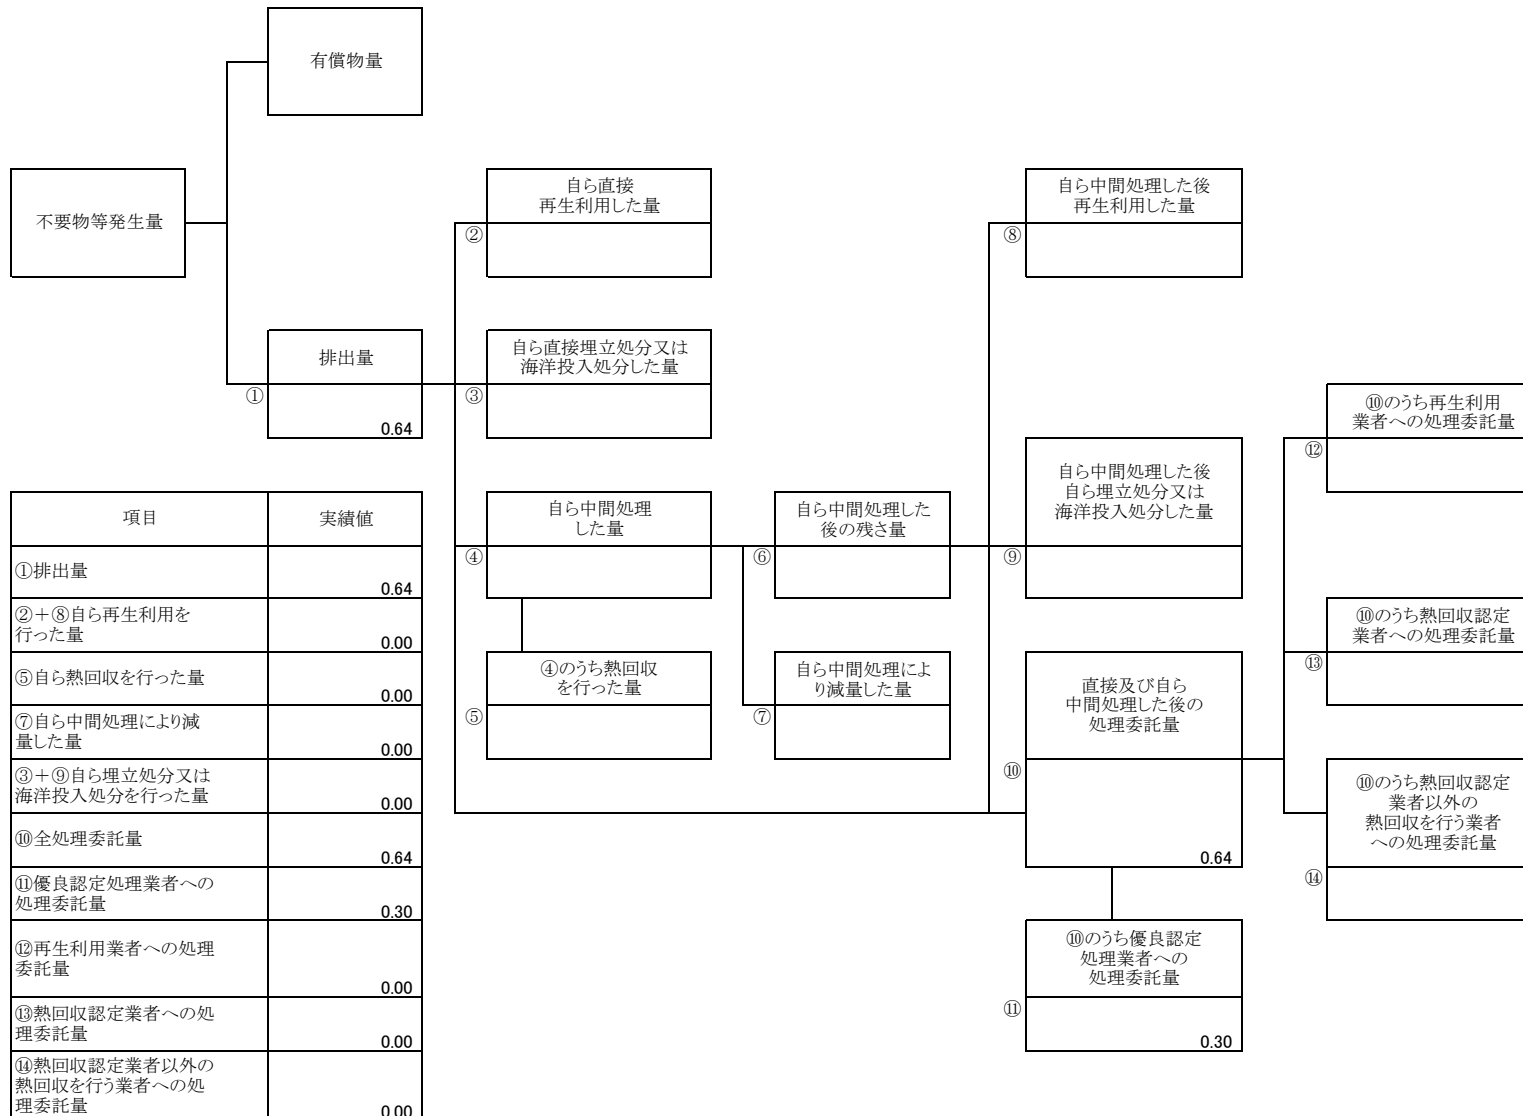 有償物量
不要物等発生量
自ら直接
再生利用した量
②
自ら中間処理した後
再生利用した量
⑧
排出量
①
0.64
自ら直接埋立処分又は
海洋投入処分した量
③
⑩のうち再生利用
業者への処理委託量
⑫
項目
実績値
①排出量
0.64
②＋⑧自ら再生利用を
行った量
0.00
⑤自ら熱回収を行った量
0.00
⑦自ら中間処理により減
量した量
0.00
③＋⑨自ら埋立処分又は
海洋投入処分を行った量
0.00
⑩全処理委託量
0.64
⑪優良認定処理業者への
処理委託量
0.30
⑫再生利用業者への処理
委託量
0.00
⑬熱回収認定業者への処
理委託量
0.00
⑭熱回収認定業者以外の
熱回収を行う業者への処
理委託量
0.00
自ら中間処理
した量
④
自ら中間処理した
後の残さ量
⑥
自ら中間処理した後
自ら埋立処分又は
海洋投入処分した量
⑨
④のうち熱回収
を行った量
⑤
自ら中間処理によ
り減量した量
⑦
直接及び自ら
中間処理した後の
処理委託量
⑩
0.64
⑩のうち熱回収認定
業者への処理委託量
⑬
⑩のうち熱回収認定
業者以外の
熱回収を行う業者
への処理委託量
⑭
⑩のうち優良認定
処理業者への
処理委託量
⑪
0.30